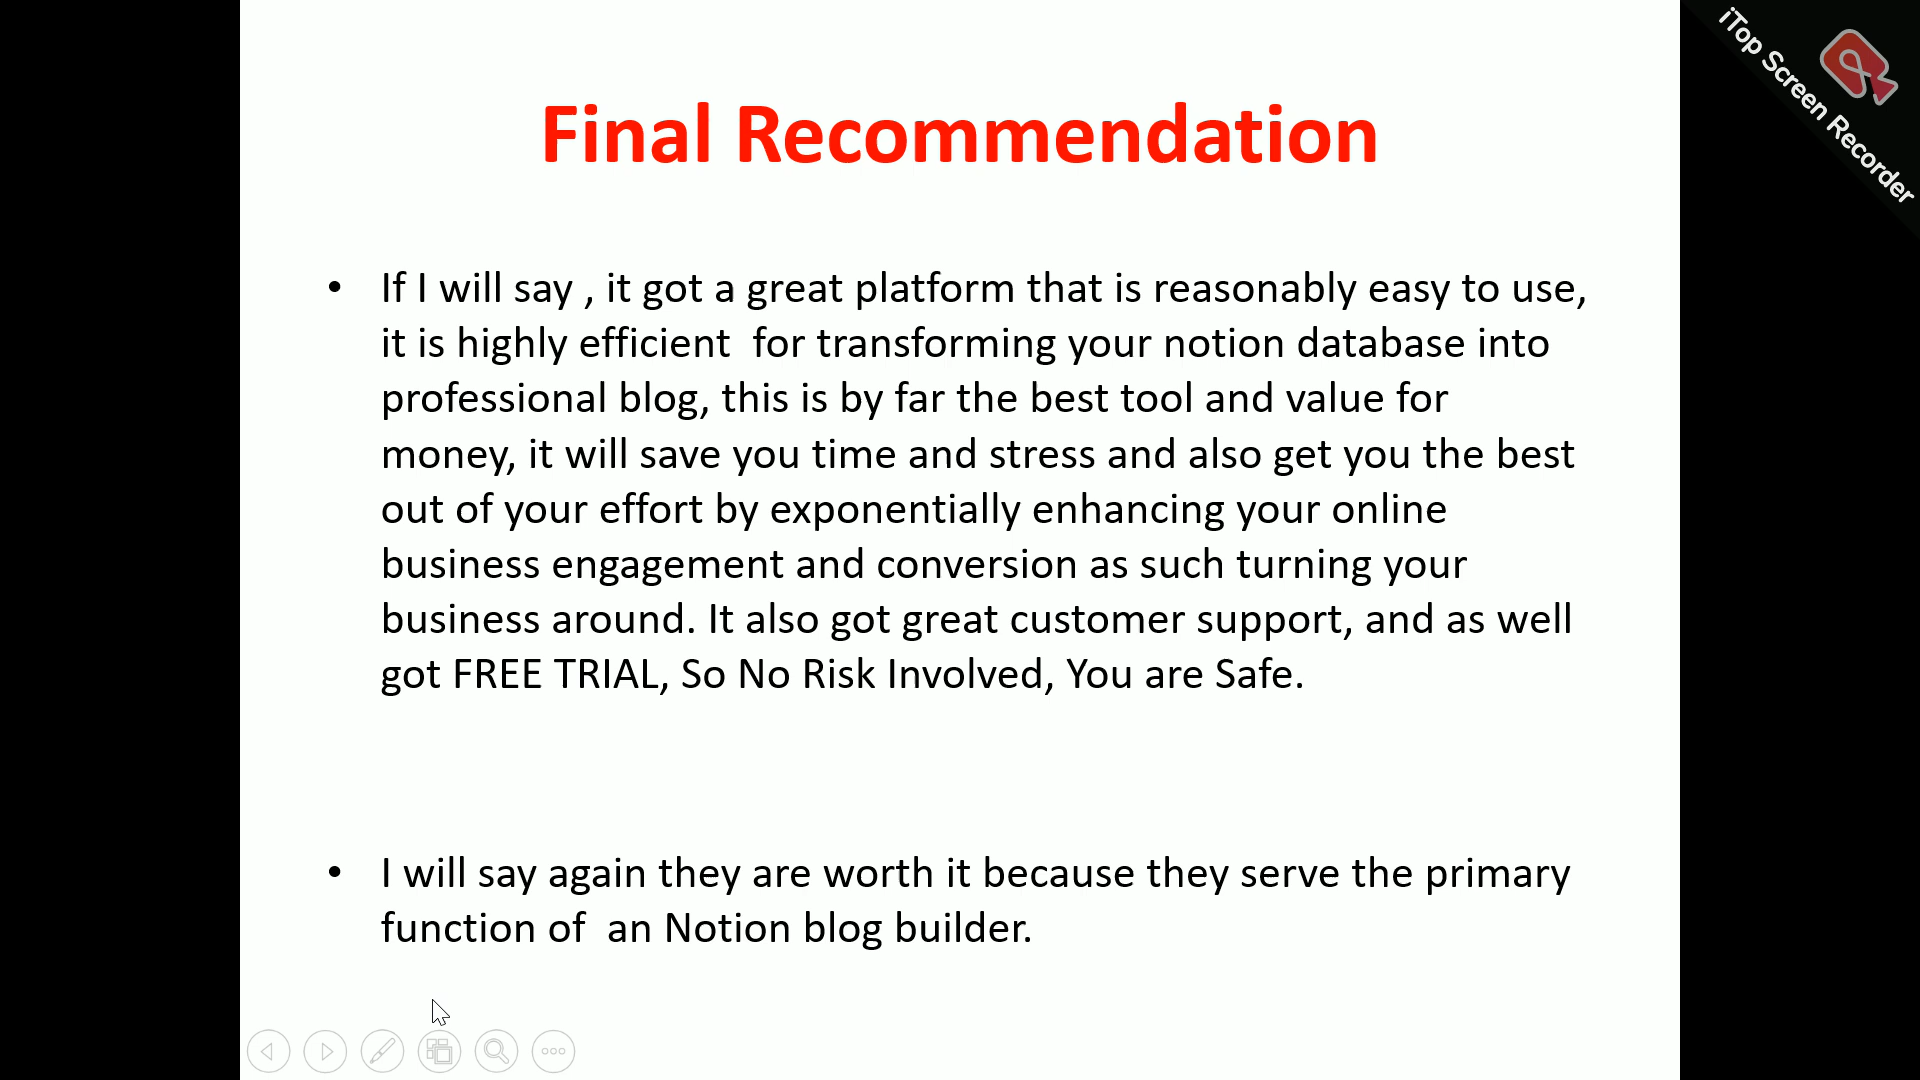 iTop Screen Recorder
Final Recommendation
• If I will say , it got a great platform that is reasonably easy to use,
it is highly efficient  for transforming your notion database into
professional blog, this is by far the best tool and value for
money, it will save you time and stress and also get you the best
out of your effort by exponentially enhancing your online
business engagement and conversion as such turning your
business around. It also got great customer support, and as well
got FREE TRIAL, So No Risk Involved, You are Safe.
• I will say again they are worth it because they serve the primary
function of  an Notion blog builder.